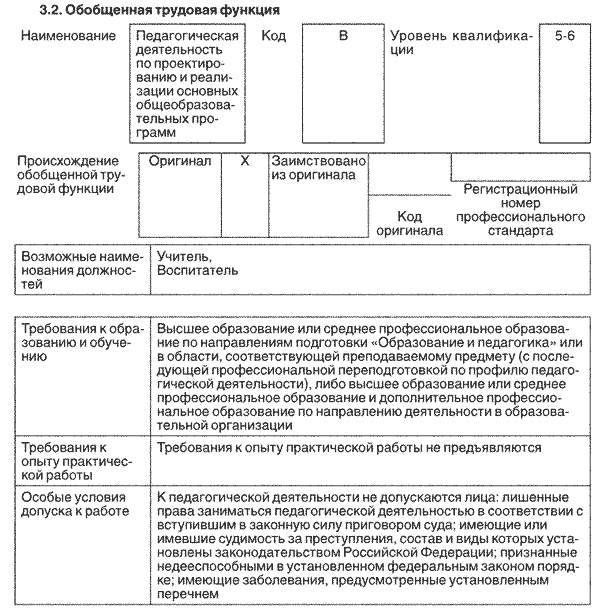 3.2. Обобщенная трудовая функция
Наименование
Педагогическая
деятельность
по проектиро-
ванию и реали-
зации основных
общеобразова-
тельных про-
грамм
Код
B
Уровень квалифика-
ции
5-6
Происхождение
обобщенной тру-
довой функции
Оригинал
X
Заимствовано
из оригинала
Код
оригинала
Регистрационный
номер
профессионального
стандарта
Возможные наиме-
нования должнос-
тей
Учитель,
Воспитатель
Требования к обра-
зованию и обуче-
нию
Высшее образование или среднее профессиональное образова-
ние по направлениям подготовки «Образование и педагогика» или
в области, соответствующей преподаваемому предмету (с после-
дующей профессиональной переподготовкой по профилю педаго-
гической деятельности), либо высшее образование или среднее
профессиональное образование и дополнительное профессио-
нальное образование по направлению деятельности в образова-
тельной организации
Требования к
опыту практичес-
кой работы
Требования к опыту практической работы не предъявляются
Особые условия
допуска к работе
К педагогической деятельности не допускаются лица: лишенные
права заниматься педагогической деятельностью в соответствии с
вступившим в законную силу приговором суда; имеющие или
имевшие судимость за преступления, состав и виды которых уста-
новлены законодательством Российской Федерации; признанные
недееспособными в установленном федеральным законом поряд-
ке; имеющие заболевания, предусмотренные установленным
перечнем